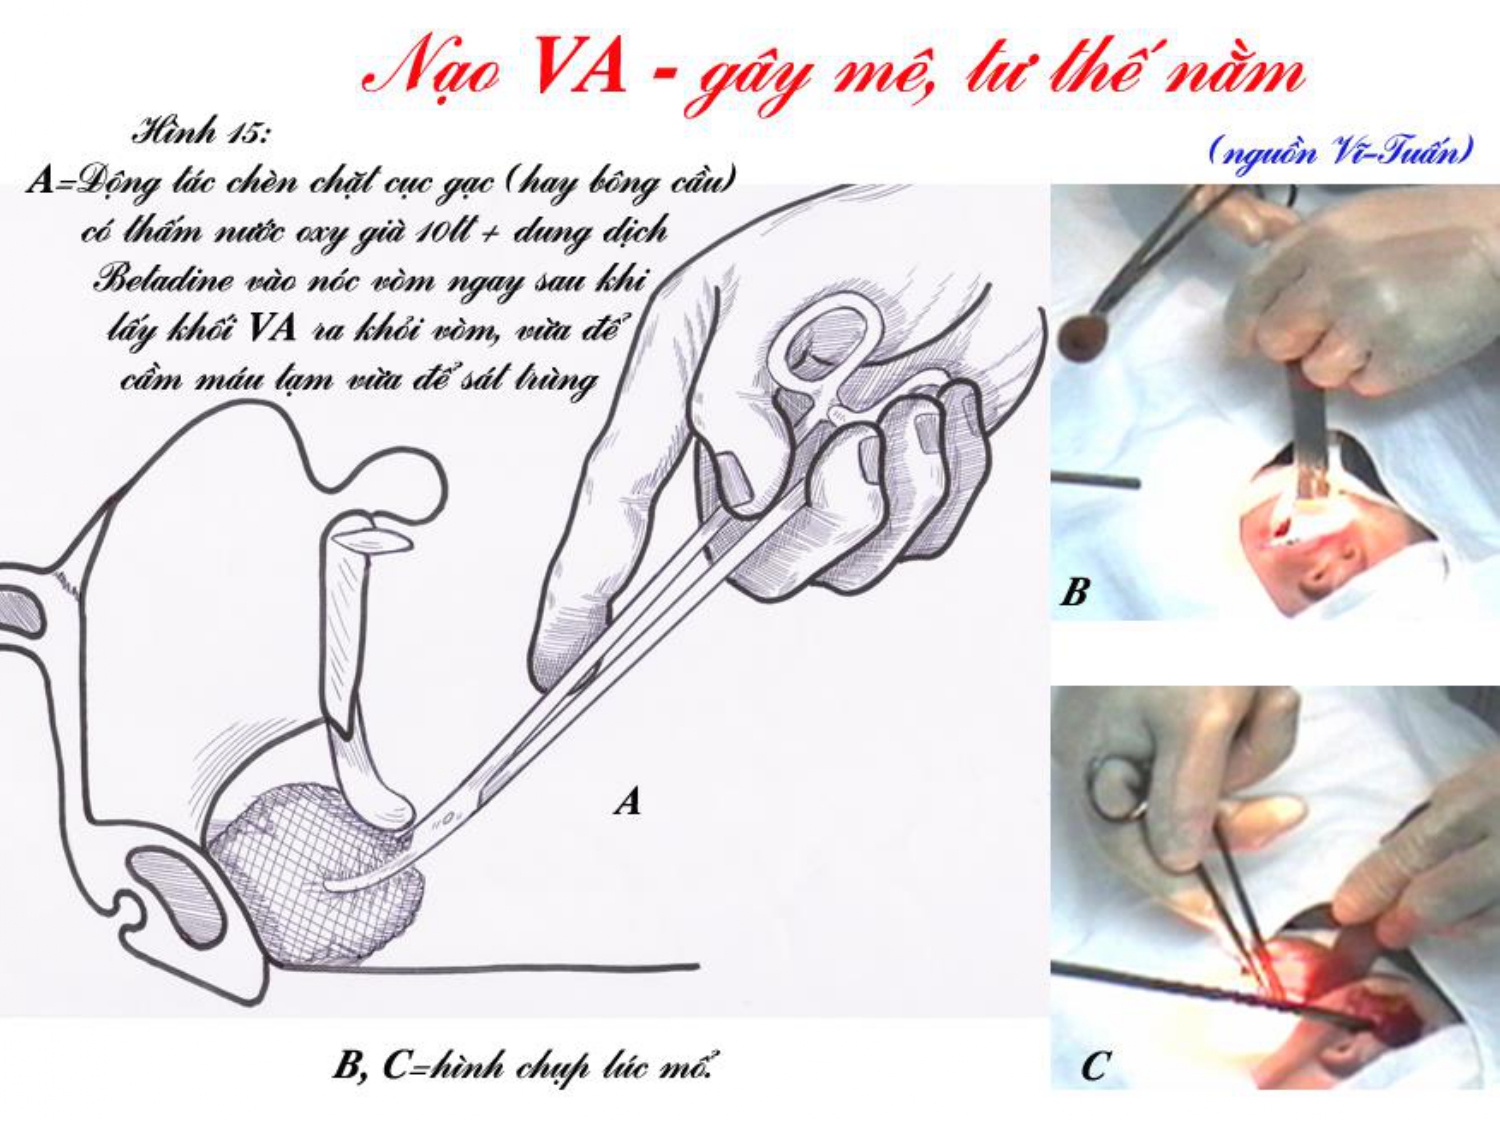 Nạo VA - gây mê, tư thế nằm
(nguồn Vĩ-Tuấn)
Hình 15:
A=Động tác chèn chặt cục gạc (hay bông cầu)
có thấm nước oxy già 10tt + dung dịch
Betadine vào nóc vòm ngay sau khi
lấy khối VA ra khỏi vòm, vừa để
cầm máu tạm vừa để sát trùng
B
A
B, C=hình chụp lúc mổ.
C